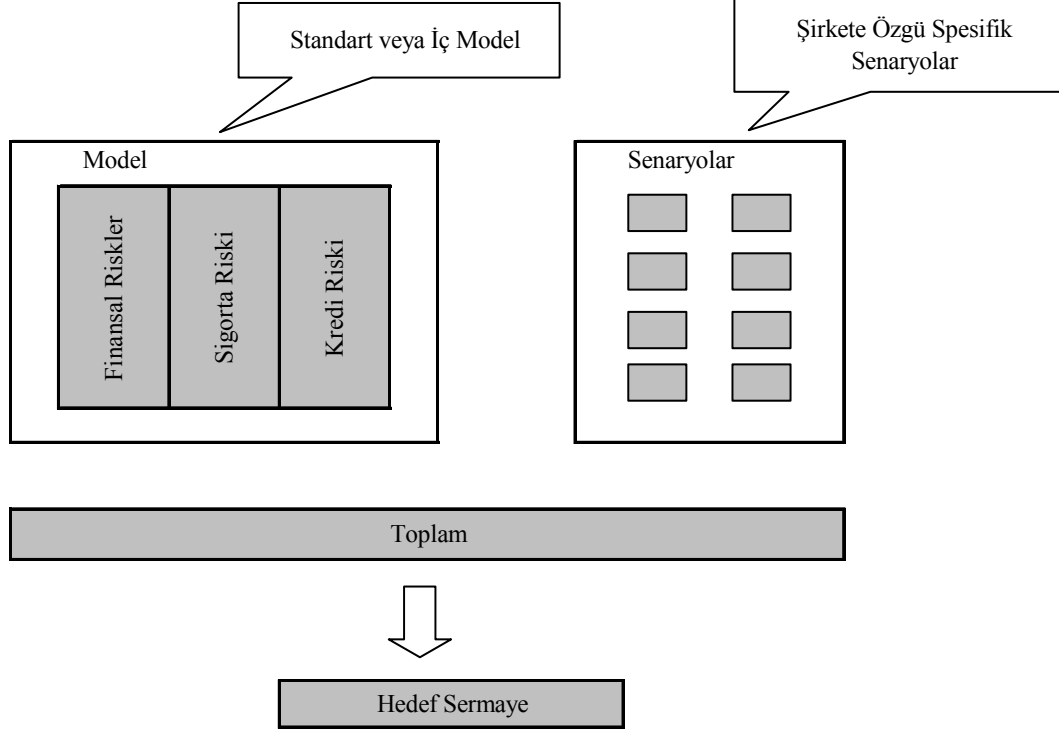 Standart veya İç Model
Şirkete Özgü Spesifik
Senaryolar
Model
Senaryolar
Finansal Riskler
Sigorta Riski
Kredi Riski
Toplam
Hedef Sermaye